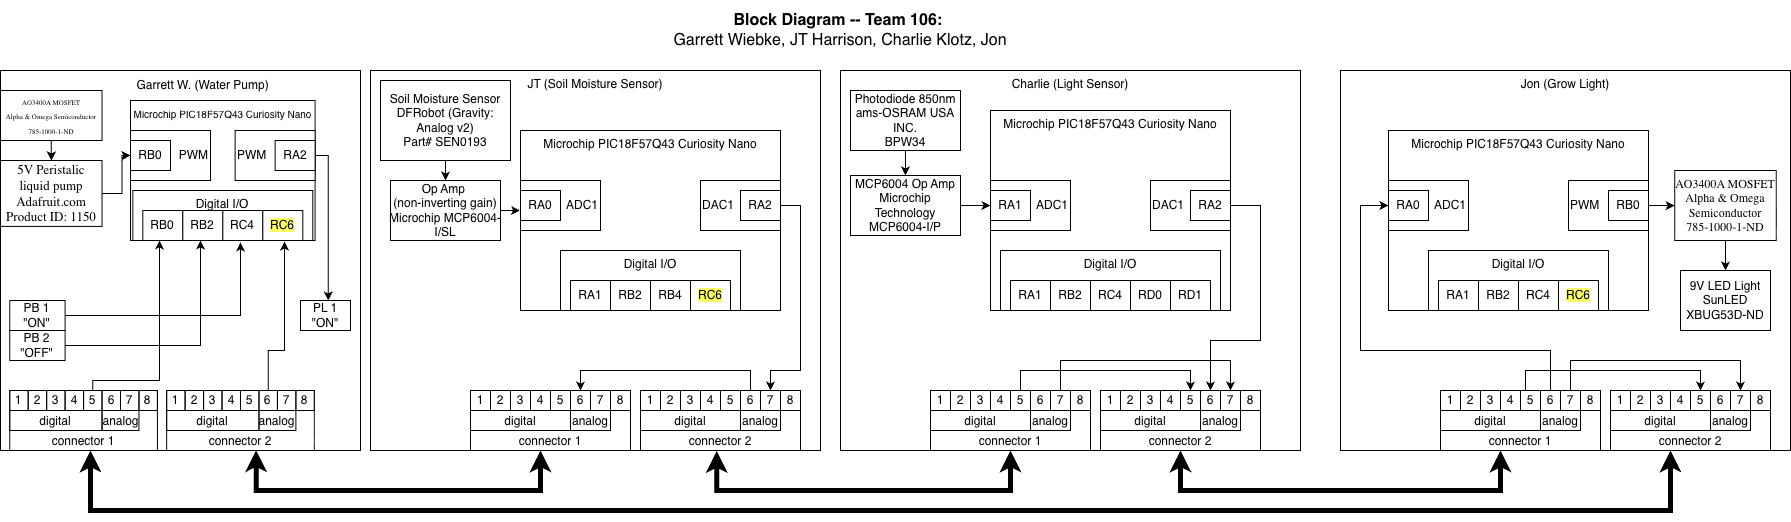 Block Diagram -- Team 106:
Garrett Wiebke, JT Harrison, Charlie Klotz, Jon
Garrett W. (Water Pump)
AO3400A MOSFET
Alpha & Omega Semiconductor
785-1000-1-ND
5V Peristalic
liquid pump
Adafruit.com
Product ID: 1150
Microchip PIC18F57Q43 Curiosity Nano
RB0 PWM
PWM RA2
Digital I/O
RB0 RB2 RC4 RC6
PB 1
"ON"
PB 2
"OFF"
PL 1
"ON"
1 2 3 4 5 6 7 8
digital analog
connector 1
1 2 3 4 5 6 7 8
digital analog
connector 2
JT (Soil Moisture Sensor)
Soil Moisture Sensor
DFRobot (Gravity:
Analog v2)
Part# SEN0193
Op Amp
(non-inverting gain)
Microchip MCP6004-
I/SL
Microchip PIC18F57Q43 Curiosity Nano
RA0 ADC1
DAC1 RA2
Digital I/O
RA1 RB2 RB4 RC6
1 2 3 4 5 6 7 8
digital analog
connector 1
1 2 3 4 5 6 7 8
digital analog
connector 2
Charlie (Light Sensor)
Photodiode 850nm
ams-OSRAM USA
INC.
BPW34
MCP6004 Op Amp
Microchip
Technology
MCP6004-I/P
Microchip PIC18F57Q43 Curiosity Nano
RA1 ADC1
DAC1 RA2
Digital I/O
RA1 RB2 RC4 RD0 RD1
1 2 3 4 5 6 7 8
digital analog
connector 1
1 2 3 4 5 6 7 8
digital analog
connector 2
Jon (Grow Light)
Microchip PIC18F57Q43 Curiosity Nano
RA0 ADC1
PWM RB0
Digital I/O
RA1 RB2 RC4 RC6
AO3400A MOSFET
Alpha & Omega
Semiconductor
785-1000-1-ND
9V LED Light
SunLED
XBUG53D-ND
1 2 3 4 5 6 7 8
digital analog
connector 1
1 2 3 4 5 6 7 8
digital analog
connector 2